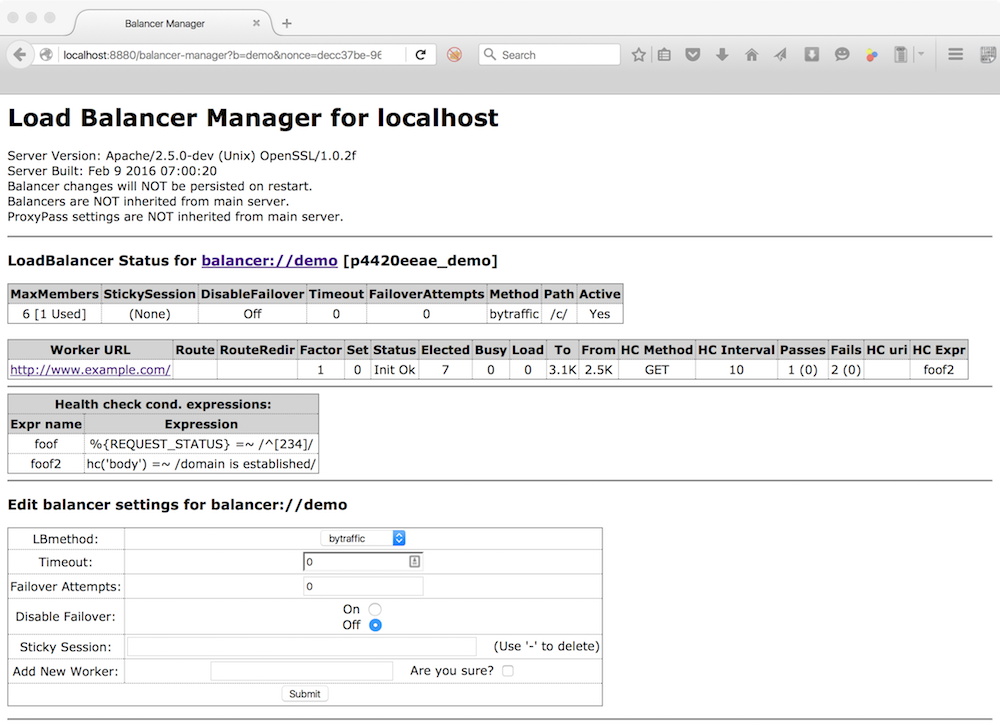 Balancer Manager
localhost:8880/balancer-manager?b=demo&nonce=decc37be-96
Search
Load Balancer Manager for localhost
Server Version: Apache/2.5.0-dev (Unix) OpenSSL/1.0.2f
Server Built: Feb 9 2016 07:00:20
Balancer changes will NOT be persisted on restart.
Balancers are NOT inherited from main server.
ProxyPass settings are NOT inherited from main server.
LoadBalancer Status for balancer://demo [p4420eeae_demo]
MaxMembers StickySession DisableFailover Timeout FailoverAttempts Method Path Active
6 [1 Used] (None) Off 0 0 bytraffic /c/ Yes
Worker URL Route RouteRedir Factor Set Status Elected Busy Load To From HC Method HC Interval Passes Fails HC uri HC Expr
http://www.example.com/ 1 0 Init Ok 7 0 0 3.1K 2.5K GET 10 1 (0) 2 (0) foof2
Health check cond. expressions:
Expr name Expression
foof %{REQUEST_STATUS} =~ /^[234]/
foof2 hc('body') =~ /domain is established/
Edit balancer settings for balancer://demo
LBmethod: bytraffic
Timeout: 0
Failover Attempts: 0
Disable Failover: On
Off
Sticky Session: (Use '-' to delete)
Add New Worker: Are you sure?
Submit